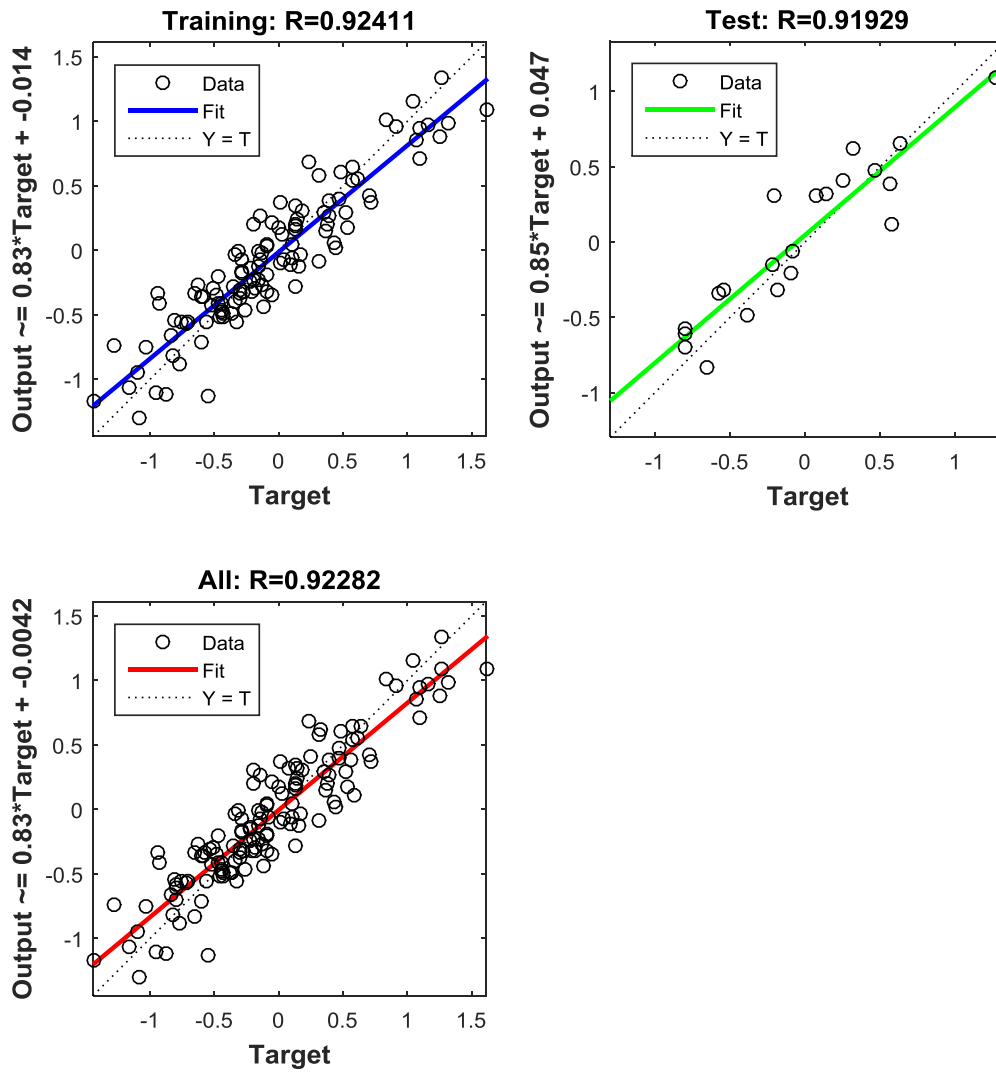 Training: R=0.92411
Output ~= 0.83*Target + -0.014
1.5
1
0.5
0
-0.5
-1
Data
Fit
Y = T
-1
-0.5
0
0.5
1
1.5
Target
Test: R=0.91929
Output ~= 0.85*Target + 0.047
1
0.5
0
-0.5
-1
Data
Fit
Y = T
-1
-0.5
0
0.5
1
Target
All: R=0.92282
Output ~= 0.83*Target + -0.0042
1.5
1
0.5
0
-0.5
-1
Data
Fit
Y = T
-1
-0.5
0
0.5
1
1.5
Target